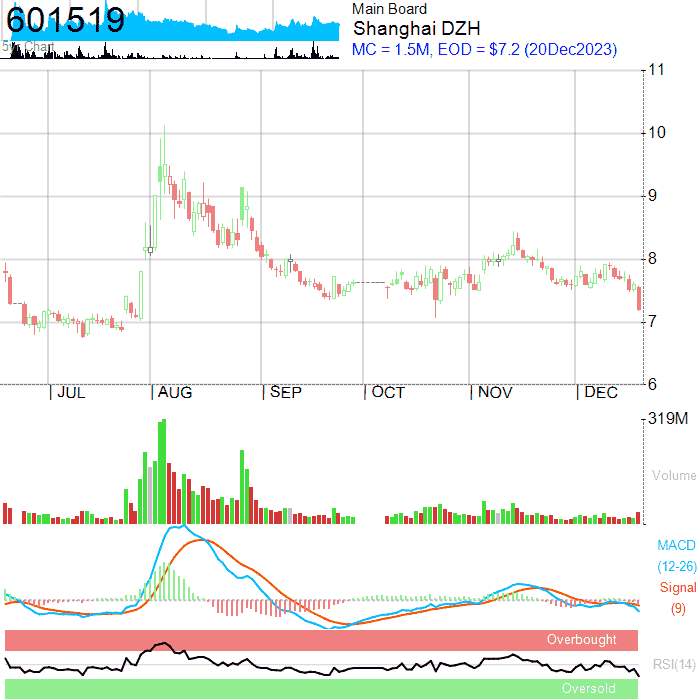 601519
5yr Chart
Main Board
Shanghai DZH
MC = 1.5M, EOD = $7.2 (20Dec2023)
11
10
9
8
7
6
JUL
AUG
SEP
OCT
NOV
DEC
319M
Volume
MACD
(12-26)
Signal
(9)
Overbought
RSI(14)
Oversold